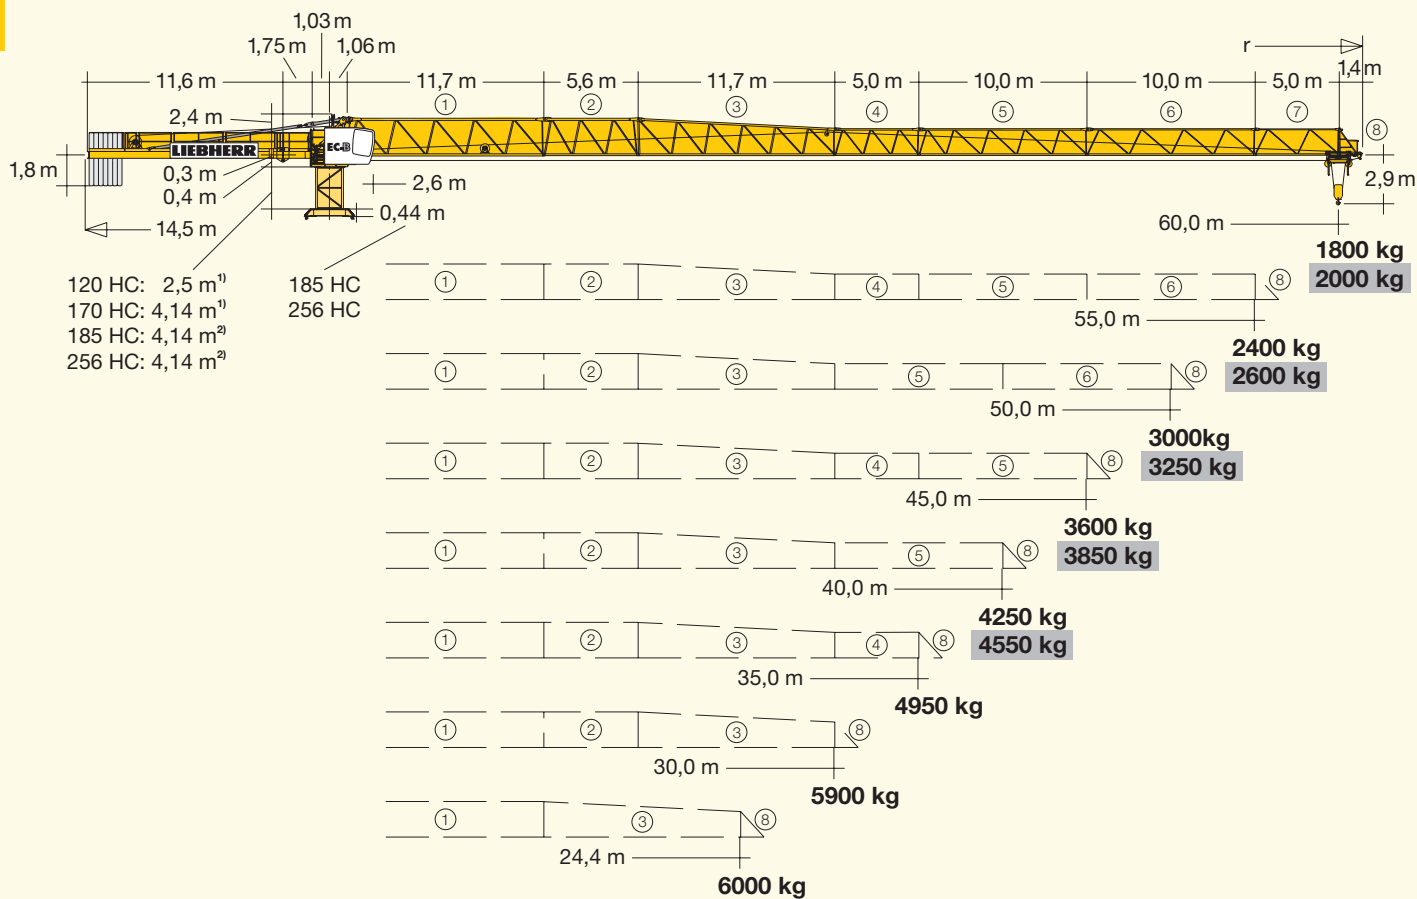 1,03 m
1,75 m 1,06 m r
11,6 m 11,7 m 5,6 m 11,7 m 5,0 m 10,0 m 10,0 m 5,0 m 1,4 m
1 2 3 4 5 6 7 8
2,4 m
LIEBHERR EC-B
1,8 m 0,3 m 2,6 m 2,9 m
0,4 m
14,5 m 0,44 m 60,0 m
1800 kg
2000 kg
120 HC: 2,5 m¹⁾ 185 HC
170 HC: 4,14 m¹⁾ 256 HC
185 HC: 4,14 m²⁾
256 HC: 4,14 m²⁾
1 2 3 4 5 6 8
55,0 m
2400 kg
2600 kg
1 2 3 5 6 8
50,0 m
3000kg
3250 kg
1 2 3 4 5 8
45,0 m
3600 kg
3850 kg
1 2 3 5 8
40,0 m
4250 kg
4550 kg
1 2 3 4 8
35,0 m
4950 kg
1 2 3 8
30,0 m
5900 kg
1 3 8
24,4 m
6000 kg